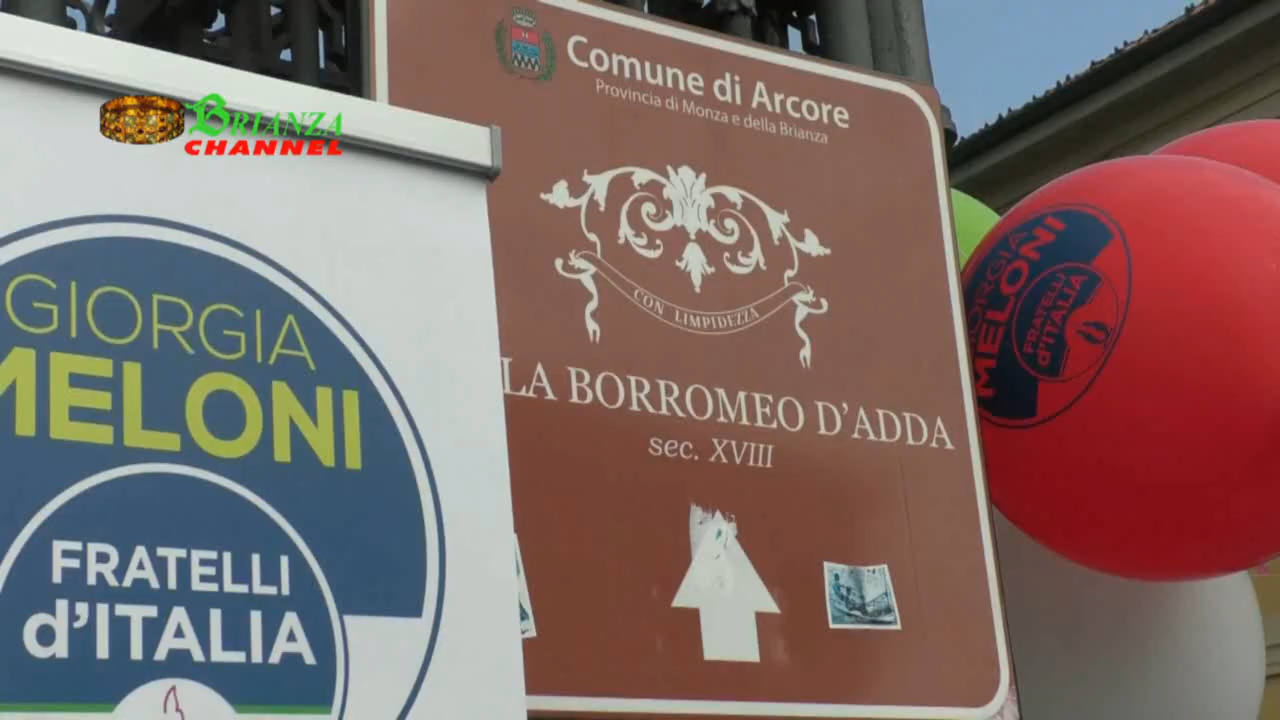 BRIANZA
CHANNEL
GIORGIA
MELONI
FRATELLI
d'ITALIA
Comune di Arcore
Provincia di Monza e della Brianza
CON LIMPIDEZZA
LA BORROMEO D'ADDA
sec. XVIII
GIORGIA
MELONI
FRATELLI
d'ITALIA